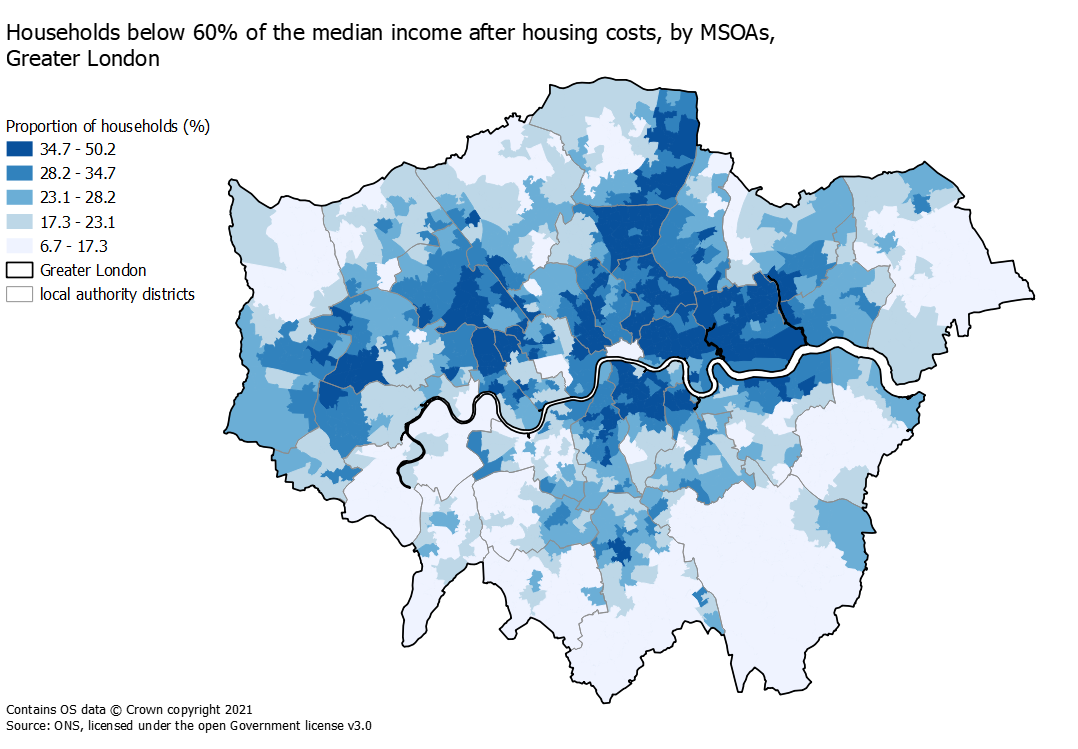 Households below 60% of the median income after housing costs, by MSOAs,
Greater London
Proportion of households (%)
34.7 - 50.2
28.2 - 34.7
23.1 - 28.2
17.3 - 23.1
6.7 - 17.3
Greater London
local authority districts
Contains OS data © Crown copyright 2021
Source: ONS, licensed under the open Government license v3.0